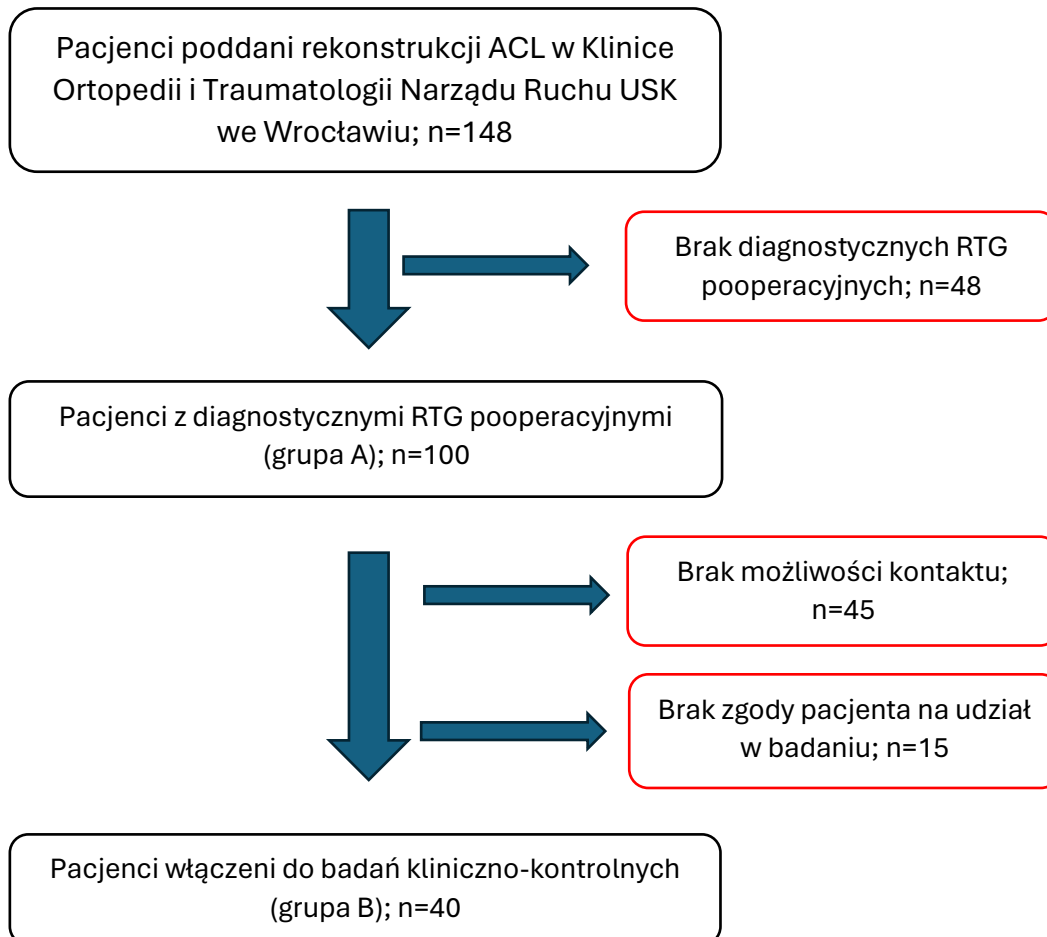 Pacjenci poddani rekonstrukcji ACL w Klinice
Ortopedii i Traumatologii Narządu Ruchu USK
we Wrocławiu; n=148
Brak diagnostycznych RTG
pooperacyjnych; n=48
Pacjenci z diagnostycznymi RTG pooperacyjnymi
(grupa A); n=100
Brak możliwości kontaktu;
n=45
Brak zgody pacjenta na udział
w badaniu; n=15
Pacjenci włączeni do badań kliniczno-kontrolnych
(grupa B); n=40